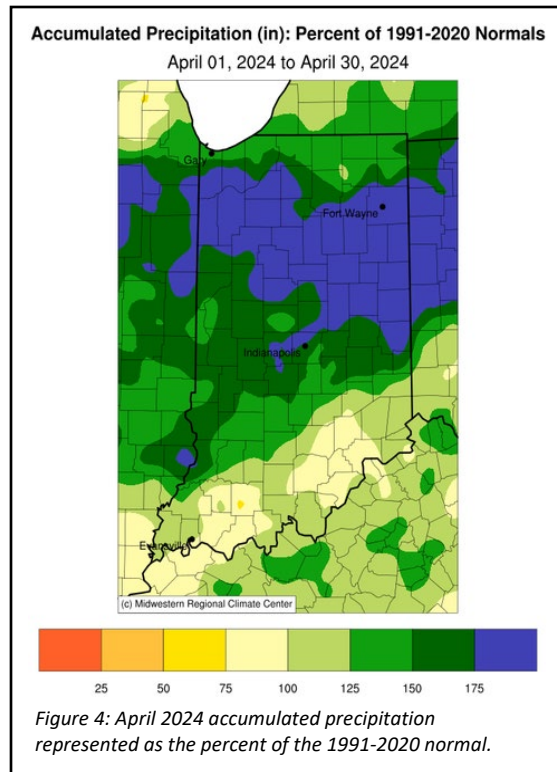 Accumulated Precipitation (in): Percent of 1991-2020 Normals
April 01, 2024 to April 30, 2024
Gary
Fort Wayne
Indianapolis
Evansville
(c) Midwestern Regional Climate Center
25 50 75 100 125 150 175
Figure 4: April 2024 accumulated precipitation
represented as the percent of the 1991-2020 normal.